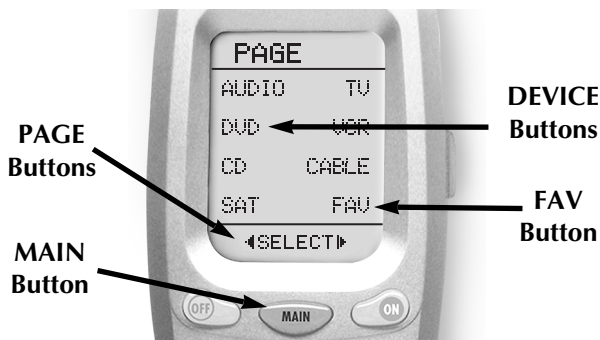 PAGE
AUDIO TV
DVD VCR
CD CABLE
SAT FAV
◀SELECT▶
OFF MAIN ON
PAGE
Buttons
MAIN
Button
DEVICE
Buttons
FAV
Button